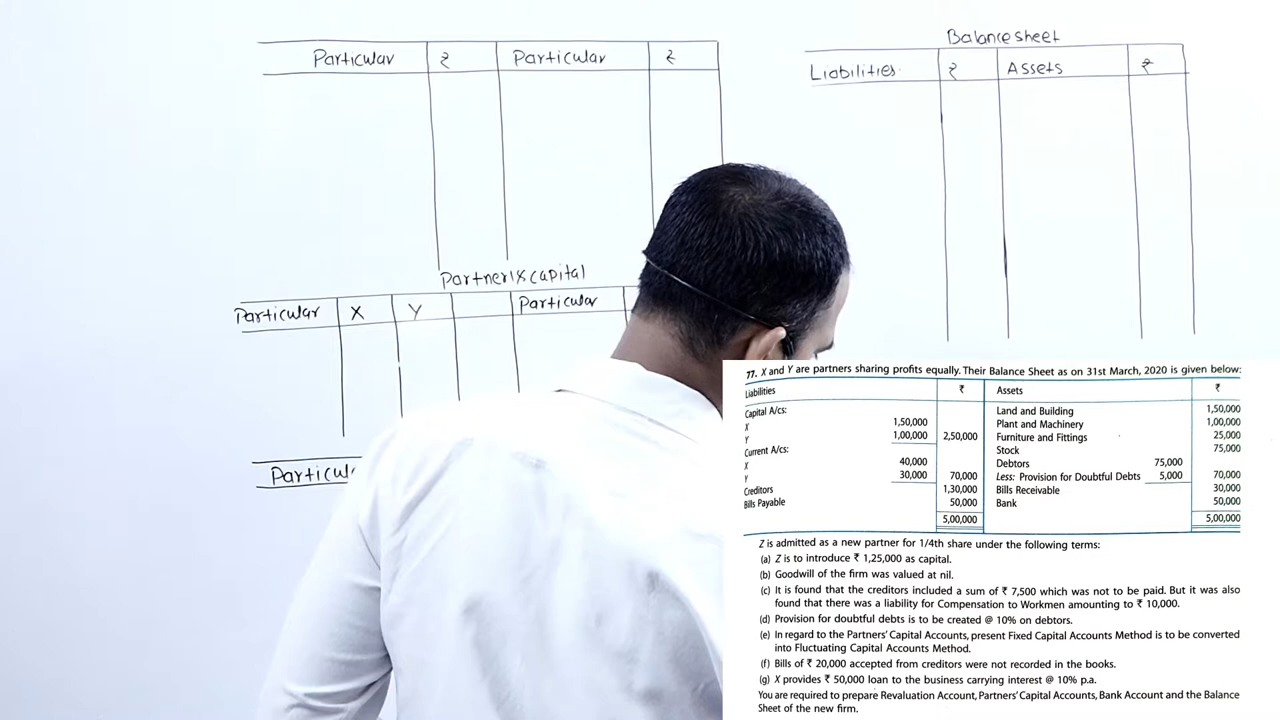 Particular ₹ Particular ₹
Balancesheet
Liabilities. ₹ Assets ₹
Partner's capital
Particular X Y Particular
77. X and Y are partners sharing profits equally. Their Balance Sheet as on 31st March, 2020 is given below:
Liabilities ₹ Assets ₹
Capital A/cs: Land and Building 1,50,000
X 1,50,000 Plant and Machinery 1,00,000
Y 1,00,000 2,50,000 Furniture and Fittings 25,000
Current A/cs: Stock 75,000
X 40,000 Debtors 75,000
Y 30,000 70,000 Less: Provision for Doubtful Debts 5,000 70,000
Creditors 1,30,000 Bills Receivable 30,000
Bills Payable 50,000 Bank 50,000
5,00,000 5,00,000
Z is admitted as a new partner for 1/4th share under the following terms:
(a) Z is to introduce ₹ 1,25,000 as capital.
(b) Goodwill of the firm was valued at nil.
(c) It is found that the creditors included a sum of ₹ 7,500 which was not to be paid. But it was also
found that there was a liability for Compensation to Workmen amounting to ₹ 10,000.
(d) Provision for doubtful debts is to be created @ 10% on debtors.
(e) In regard to the Partners' Capital Accounts, present Fixed Capital Accounts Method is to be converted
into Fluctuating Capital Accounts Method.
(f) Bills of ₹ 20,000 accepted from creditors were not recorded in the books.
(g) X provides ₹ 50,000 loan to the business carrying interest @ 10% p.a.
You are required to prepare Revaluation Account, Partners' Capital Accounts, Bank Account and the Balance
Sheet of the new firm.